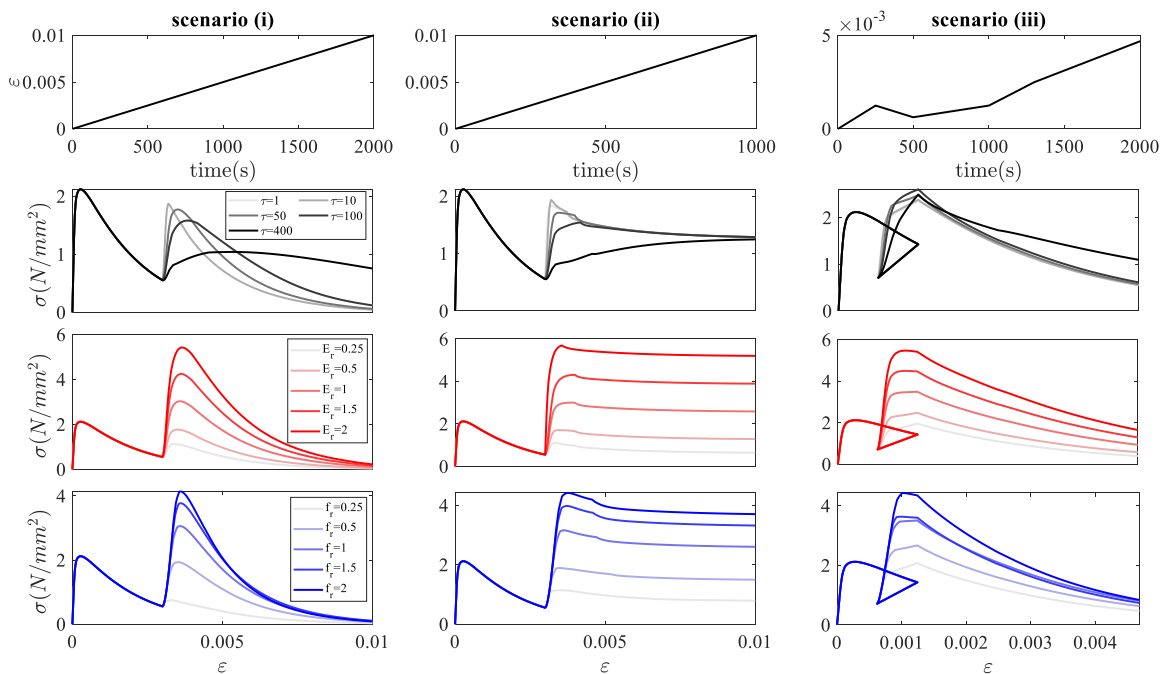 scenario (i)
scenario (ii)
scenario (iii)
ε
0.01
0.005
0
0 500 1000 1500 2000
time(s)
0.01
0.005
0
0 500 1000
time(s)
5 ×10⁻³
0
0 500 1000 1500 2000
time(s)
σ(N/mm²)
2
1
0
τ=1 τ=10
τ=50 τ=100
τ=400
2
1
0
σ(N/mm²)
2
0
σ(N/mm²)
6
4
2
0
E_r=0.25
E_r=0.5
E_r=1
E_r=1.5
E_r=2
6
4
2
0
σ(N/mm²)
6
4
2
0
σ(N/mm²)
4
2
0
f_r=0.25
f_r=0.5
f_r=1
f_r=1.5
f_r=2
0 0.005 0.01
ε
4
2
0
0 0.005 0.01
ε
σ(N/mm²)
6
4
2
0
0 0.001 0.002 0.003 0.004
ε